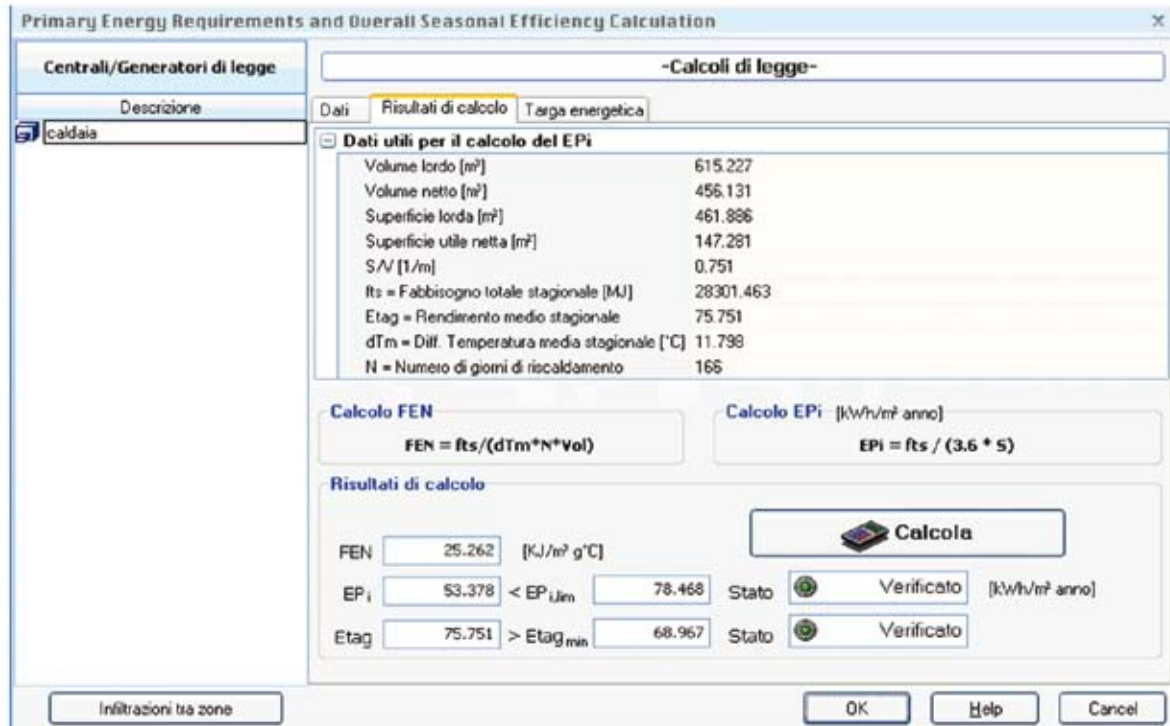 Primary Energy Requirements and Overall Seasonal Efficiency Calculation
Centrali/Generatori di legge
Descrizione
caldaia
-Calcoli di legge-
Dati Risultati di calcolo Targa energetica
Dati utili per il calcolo del EPi
Volume lordo [m³] 615.227
Volume netto [m³] 456.131
Superficie lorda [m²] 461.886
Superficie utile netta [m²] 147.281
S/V [1/m] 0.751
fts = Fabbisogno totale stagionale [MJ] 28301.463
Etag = Rendimento medio stagionale 75.751
dTm = Diff. Temperatura media stagionale [°C] 11.798
N = Numero di giorni di riscaldamento 166
Calcolo FEN
FEN = fts/(dTm*N*Vol)
Calcolo EPi [kWh/m² anno]
EPi = fts / (3.6 * S)
Risultati di calcolo
Calcola
FEN 25.262 [KJ/m³ g°C]
EPi 53.378 < EPi,lim 78.468 Stato Verificato [kWh/m² anno]
Etag 75.751 > Etag min 68.967 Stato Verificato
Infiltrazioni tra zone
OK Help Cancel